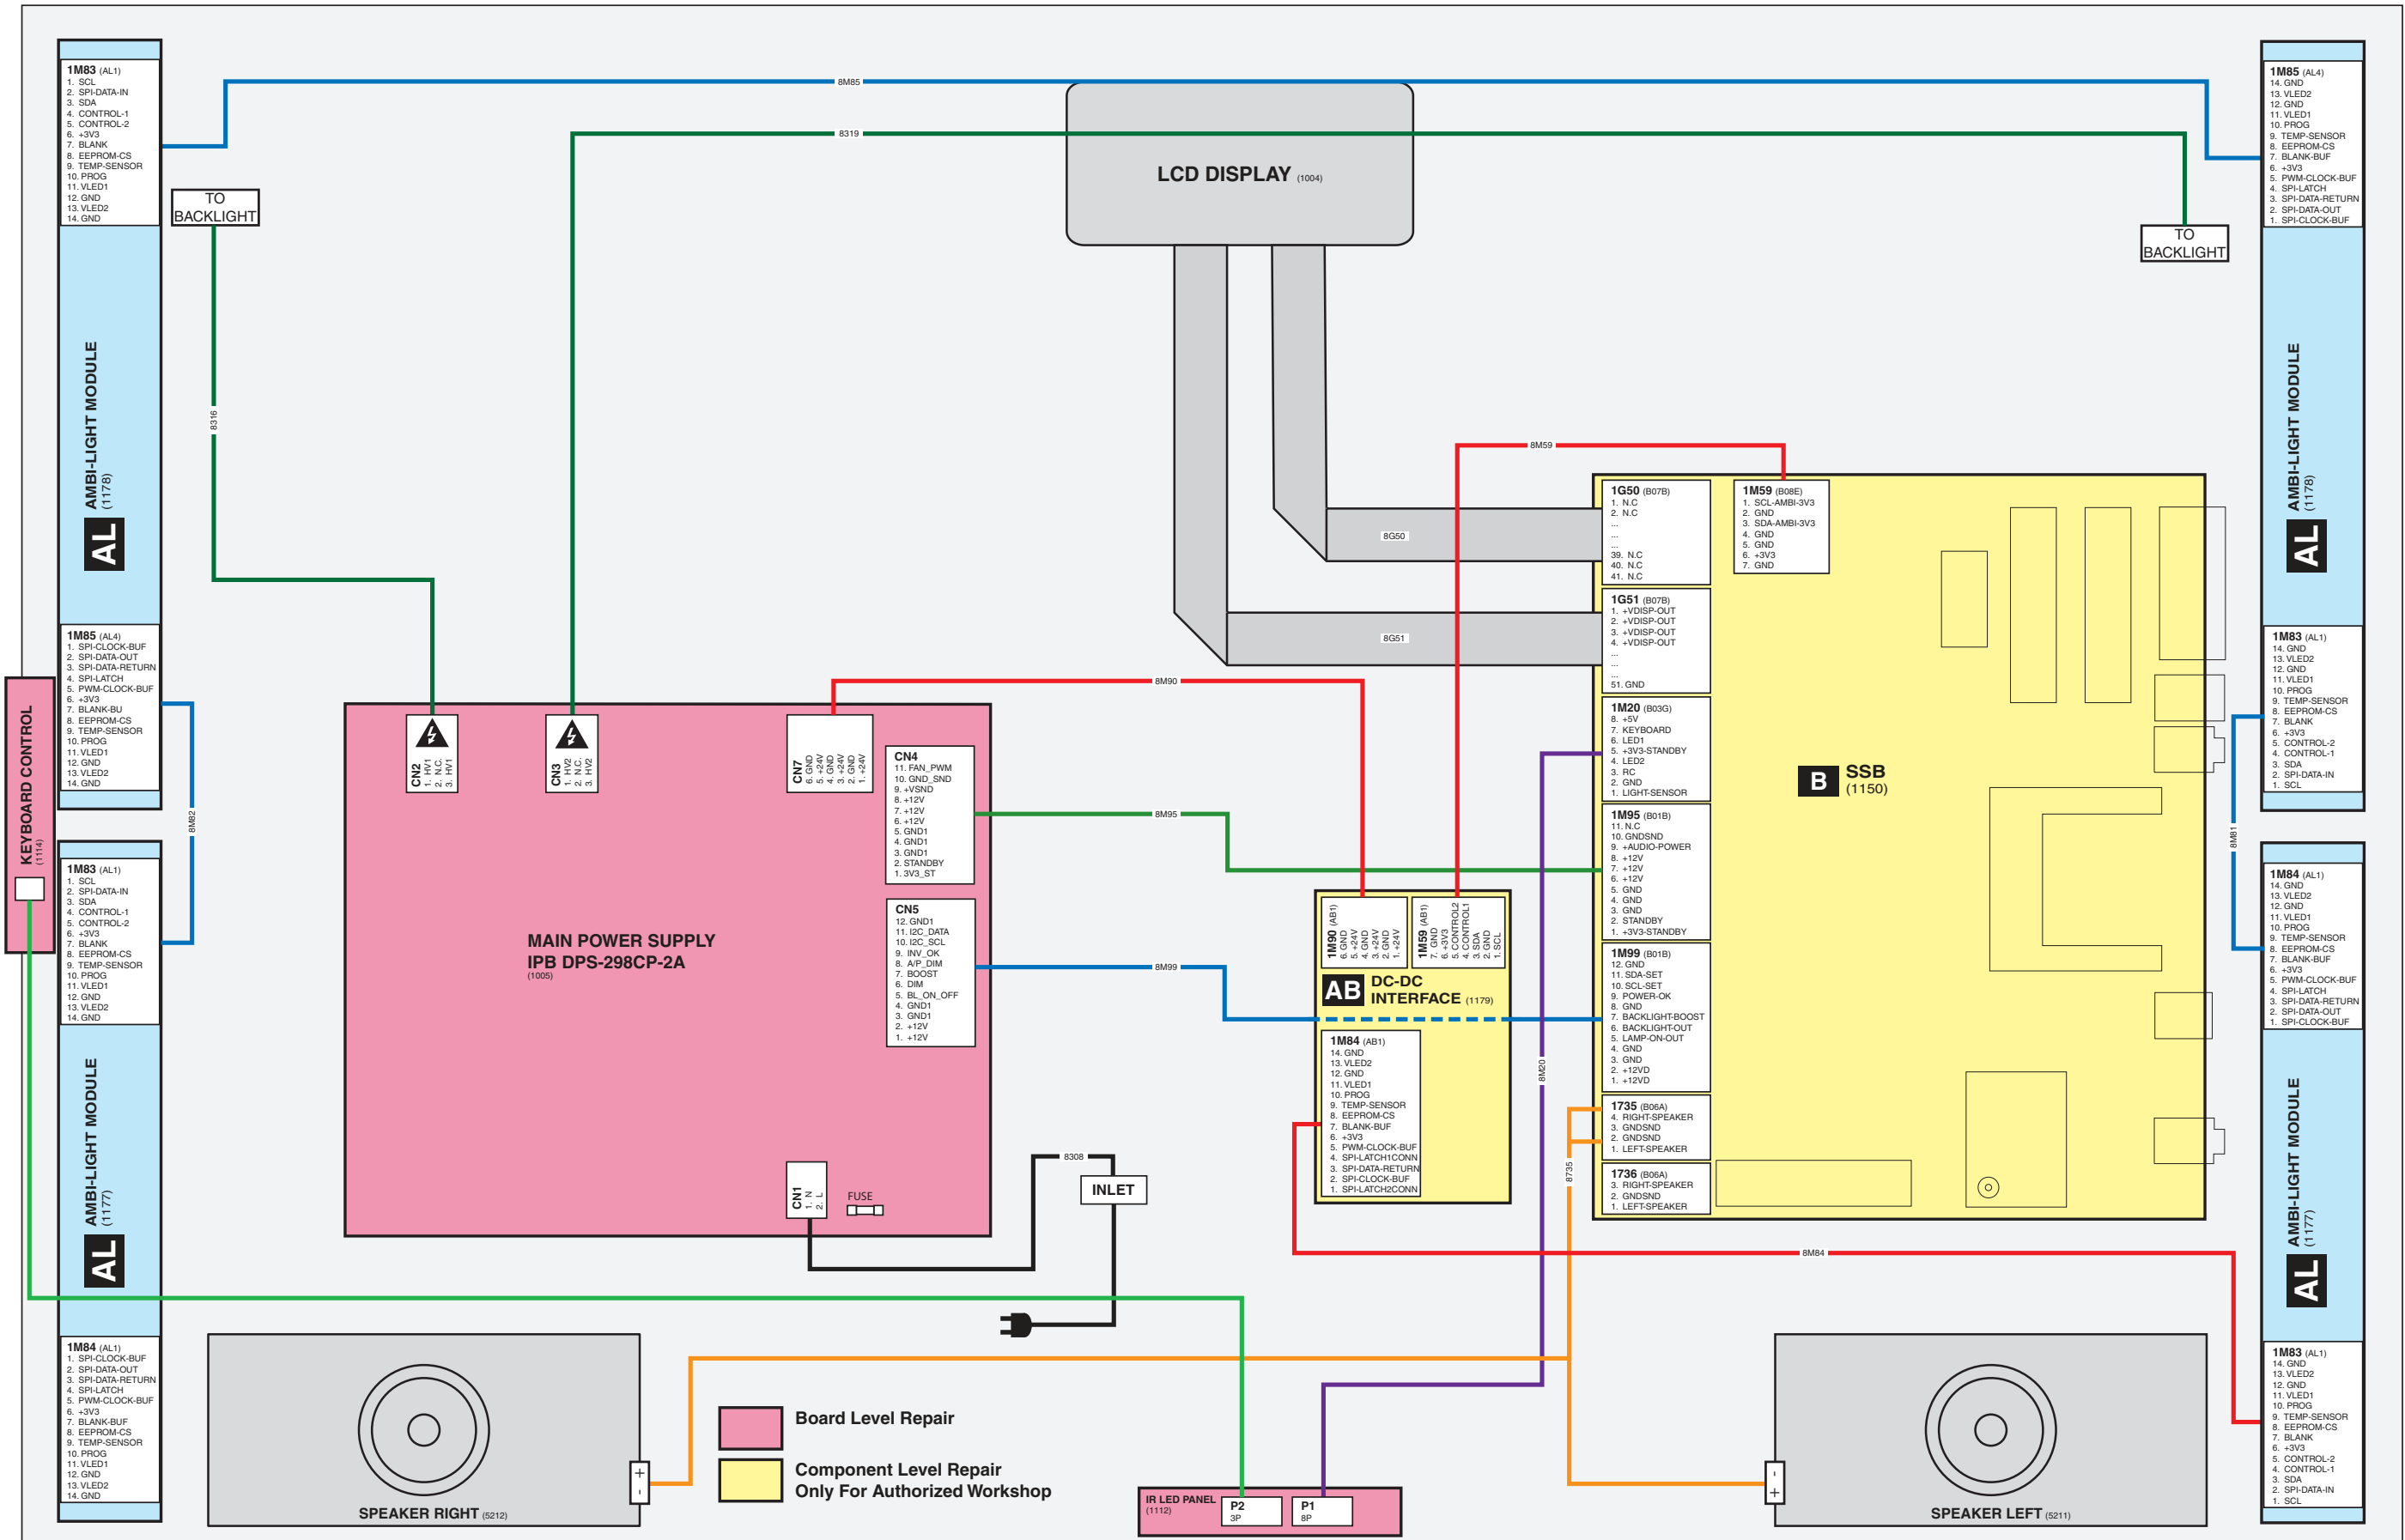 1M83 (AL1)
1. SCL
2. SPI-DATA-IN
3. SDA
4. CONTROL-1
5. CONTROL-2
6. +3V3
7. BLANK
8. EEPROM-CS
9. TEMP-SENSOR
10. PROG
11. VLED1
12. GND
13. VLED2
14. GND
AMBI-LIGHT MODULE
(1178)
AL
1M85 (AL4)
1. SPI-CLOCK-BUF
2. SPI-DATA-OUT
3. SPI-DATA-RETURN
4. SPI-LATCH
5. PWM-CLOCK-BUF
6. +3V3
7. BLANK-BU
8. EEPROM-CS
9. TEMP-SENSOR
10. PROG
11. VLED1
12. GND
13. VLED2
14. GND
KEYBOARD CONTROL
(1114)
8M82
1M83 (AL1)
1. SCL
2. SPI-DATA-IN
3. SDA
4. CONTROL-1
5. CONTROL-2
6. +3V3
7. BLANK
8. EEPROM-CS
9. TEMP-SENSOR
10. PROG
11. VLED1
12. GND
13. VLED2
14. GND
AMBI-LIGHT MODULE
(1177)
AL
1M84 (AL1)
1. SPI-CLOCK-BUF
2. SPI-DATA-OUT
3. SPI-DATA-RETURN
4. SPI-LATCH
5. PWM-CLOCK-BUF
6. +3V3
7. BLANK-BUF
8. EEPROM-CS
9. TEMP-SENSOR
10. PROG
11. VLED1
12. GND
13. VLED2
14. GND
TO
BACKLIGHT
8316
8M85
8319
LCD DISPLAY (1004)
TO
BACKLIGHT
8M59
8G50
8G51
8M90
8M95
8M99
CN2
1. HV1
2. N.C.
3. HV1
CN3
1. HV2
2. N.C.
3. HV2
CN7
6. GND
5. +24V
4. GND
3. +24V
2. GND
1. +24V
CN4
11. FAN_PWM
10. GND_SND
9. +VSND
8. +12V
7. +12V
6. +12V
5. GND1
4. GND1
3. GND1
2. STANDBY
1. 3V3_ST
CN5
12. GND1
11. I2C_DATA
10. I2C_SCL
9. INV_OK
8. A/P_DIM
7. BOOST
6. DIM
5. BL_ON_OFF
4. GND1
3. GND1
2. +12V
1. +12V
MAIN POWER SUPPLY
IPB DPS-298CP-2A
(1005)
CN1
1. N
2. L
FUSE
8308
INLET
1M90 (AB1)
6. GND
5. +24V
4. GND
3. +24V
2. GND
1. +24V
1M59 (AB1)
7. GND
6. +3V3
5. CONTROL2
4. CONTROL1
3. SDA
2. GND
1. SCL
AB DC-DC
INTERFACE (1179)
1M84 (AB1)
14. GND
13. VLED2
12. GND
11. VLED1
10. PROG
9. TEMP-SENSOR
8. EEPROM-CS
7. BLANK-BUF
6. +3V3
5. PWM-CLOCK-BUF
4. SPI-LATCH1CONN
3. SPI-DATA-RETURN
2. SPI-CLOCK-BUF
1. SPI-LATCH2CONN
8M20
8735
8M84
1G50 (B07B)
1. N.C
2. N.C
...
...
...
39. N.C
40. N.C
41. N.C
1M59 (B08E)
1. SCL-AMBI-3V3
2. GND
3. SDA-AMBI-3V3
4. GND
5. GND
6. +3V3
7. GND
1G51 (B07B)
1. +VDISP-OUT
2. +VDISP-OUT
3. +VDISP-OUT
4. +VDISP-OUT
...
...
...
51. GND
1M20 (B03G)
8. +5V
7. KEYBOARD
6. LED1
5. +3V3-STANDBY
4. LED2
3. RC
2. GND
1. LIGHT-SENSOR
1M95 (B01B)
11. N.C
10. GNDSND
9. +AUDIO-POWER
8. +12V
7. +12V
6. +12V
5. GND
4. GND
3. GND
2. STANDBY
1. +3V3-STANDBY
1M99 (B01B)
12. GND
11. SDA-SET
10. SCL-SET
9. POWER-OK
8. GND
7. BACKLIGHT-BOOST
6. BACKLIGHT-OUT
5. LAMP-ON-OUT
4. GND
3. GND
2. +12VD
1. +12VD
1735 (B06A)
4. RIGHT-SPEAKER
3. GNDSND
2. GNDSND
1. LEFT-SPEAKER
1736 (B06A)
3. RIGHT-SPEAKER
2. GNDSND
1. LEFT-SPEAKER
B SSB
(1150)
1M85 (AL4)
14. GND
13. VLED2
12. GND
11. VLED1
10. PROG
9. TEMP-SENSOR
8. EEPROM-CS
7. BLANK-BUF
6. +3V3
5. PWM-CLOCK-BUF
4. SPI-LATCH
3. SPI-DATA-RETURN
2. SPI-DATA-OUT
1. SPI-CLOCK-BUF
AMBI-LIGHT MODULE
(1178)
AL
1M83 (AL1)
14. GND
13. VLED2
12. GND
11. VLED1
10. PROG
9. TEMP-SENSOR
8. EEPROM-CS
7. BLANK
6. +3V3
5. CONTROL-2
4. CONTROL-1
3. SDA
2. SPI-DATA-IN
1. SCL
8M81
1M84 (AL1)
14. GND
13. VLED2
12. GND
11. VLED1
10. PROG
9. TEMP-SENSOR
8. EEPROM-CS
7. BLANK-BUF
6. +3V3
5. PWM-CLOCK-BUF
4. SPI-LATCH
3. SPI-DATA-RETURN
2. SPI-DATA-OUT
1. SPI-CLOCK-BUF
AMBI-LIGHT MODULE
(1177)
AL
1M83 (AL1)
14. GND
13. VLED2
12. GND
11. VLED1
10. PROG
9. TEMP-SENSOR
8. EEPROM-CS
7. BLANK
6. +3V3
5. CONTROL-2
4. CONTROL-1
3. SDA
2. SPI-DATA-IN
1. SCL
SPEAKER RIGHT (5212)
+
-
Board Level Repair
Component Level Repair
Only For Authorized Workshop
IR LED PANEL
(1112)
P2
3P
P1
8P
-
+
SPEAKER LEFT (5211)